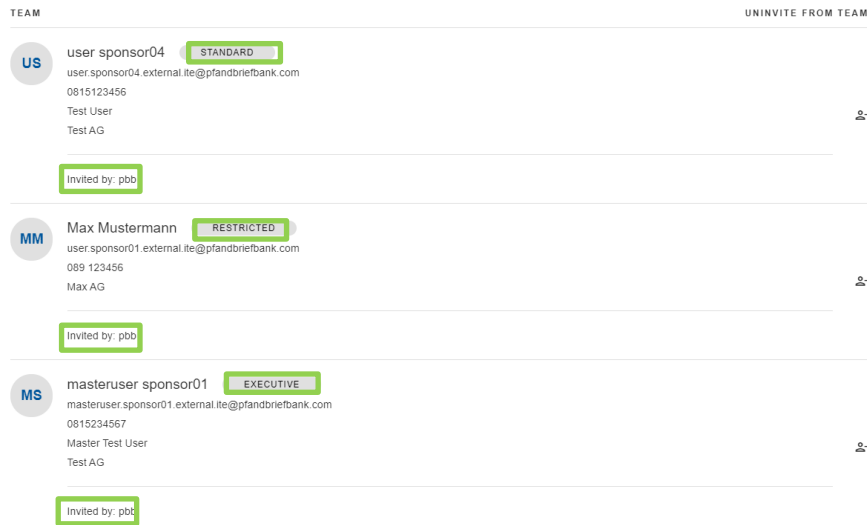 TEAM UNINVITE FROM TEAM
US user sponsor04 STANDARD
user.sponsor04.external.ite@pfandbriefbank.com
0815123456
Test User
Test AG
Invited by: pbb
MM Max Mustermann RESTRICTED
user.sponsor01.external.ite@pfandbriefbank.com
089 123456
Max AG
Invited by: pbb
MS masteruser sponsor01 EXECUTIVE
masteruser.sponsor01.external.ite@pfandbriefbank.com
0815234567
Master Test User
Test AG
Invited by: pbb